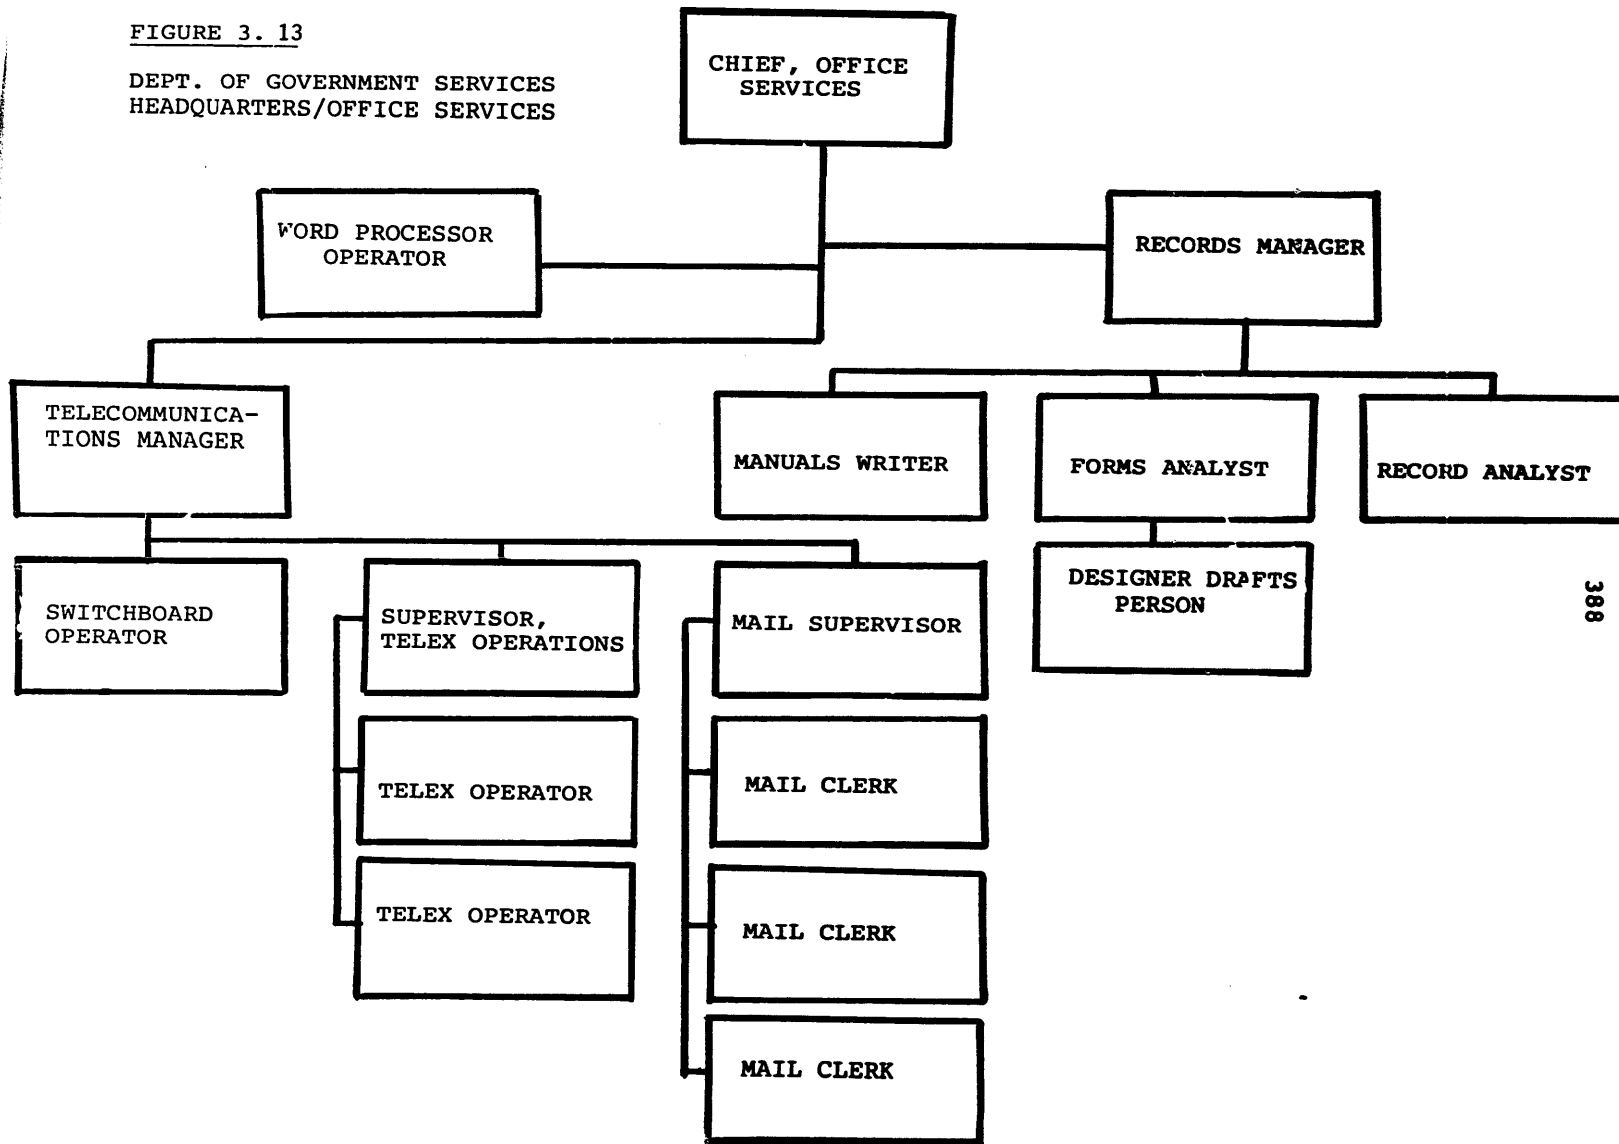 FIGURE 3. 13
DEPT. OF GOVERNMENT SERVICES
HEADQUARTERS/OFFICE SERVICES
CHIEF, OFFICE
SERVICES
WORD PROCESSOR
OPERATOR
RECORDS MANAGER
TELECOMMUNICA-
TIONS MANAGER
MANUALS WRITER
FORMS ANALYST
RECORD ANALYST
SWITCHBOARD
OPERATOR
SUPERVISOR,
TELEX OPERATIONS
MAIL SUPERVISOR
DESIGNER DRAFTS
PERSON
TELEX OPERATOR
MAIL CLERK
TELEX OPERATOR
MAIL CLERK
MAIL CLERK
388